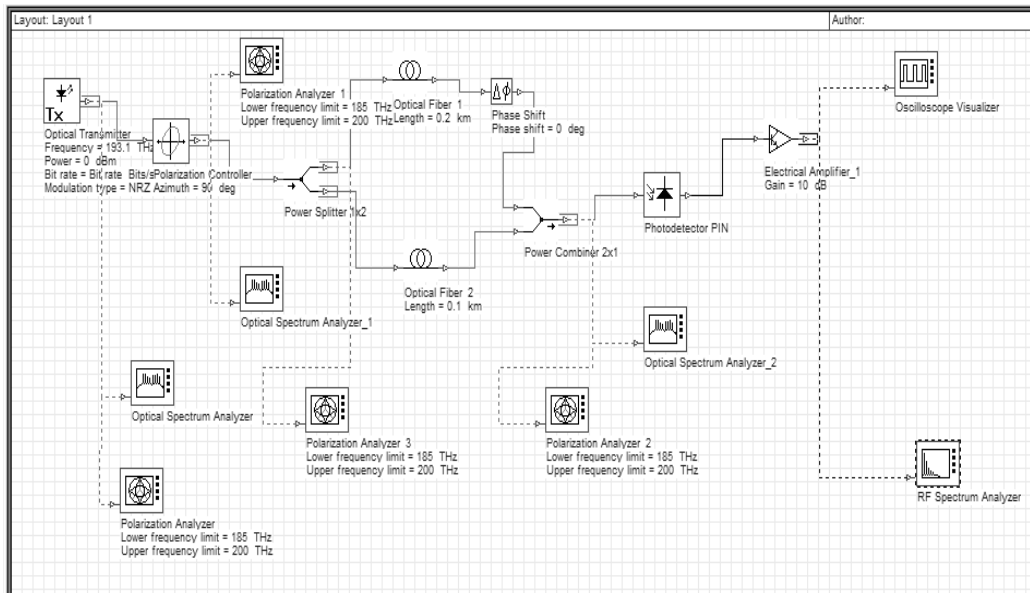 Layout: Layout 1
Author:
Tx
Optical Transmitter
Frequency = 193.1 THz
Power = 0 dBm
Bit rate = Bit rate Bits/s
Modulation type = NRZ
Polarization Controller
Azimuth = 90 deg
Polarization Analyzer 1
Lower frequency limit = 185 THz
Upper frequency limit = 200 THz
Optical Fiber 1
Length = 0.2 km
ΔΦ
Phase Shift
Phase shift = 0 deg
Oscilloscope Visualizer
Electrical Amplifier_1
Gain = 10 dB
Power Splitter 1x2
Photodetector PIN
Power Combiner 2x1
Optical Fiber 2
Length = 0.1 km
Optical Spectrum Analyzer_1
Optical Spectrum Analyzer_2
Optical Spectrum Analyzer
Polarization Analyzer 3
Lower frequency limit = 185 THz
Upper frequency limit = 200 THz
Polarization Analyzer 2
Lower frequency limit = 185 THz
Upper frequency limit = 200 THz
RF Spectrum Analyzer
Polarization Analyzer
Lower frequency limit = 185 THz
Upper frequency limit = 200 THz